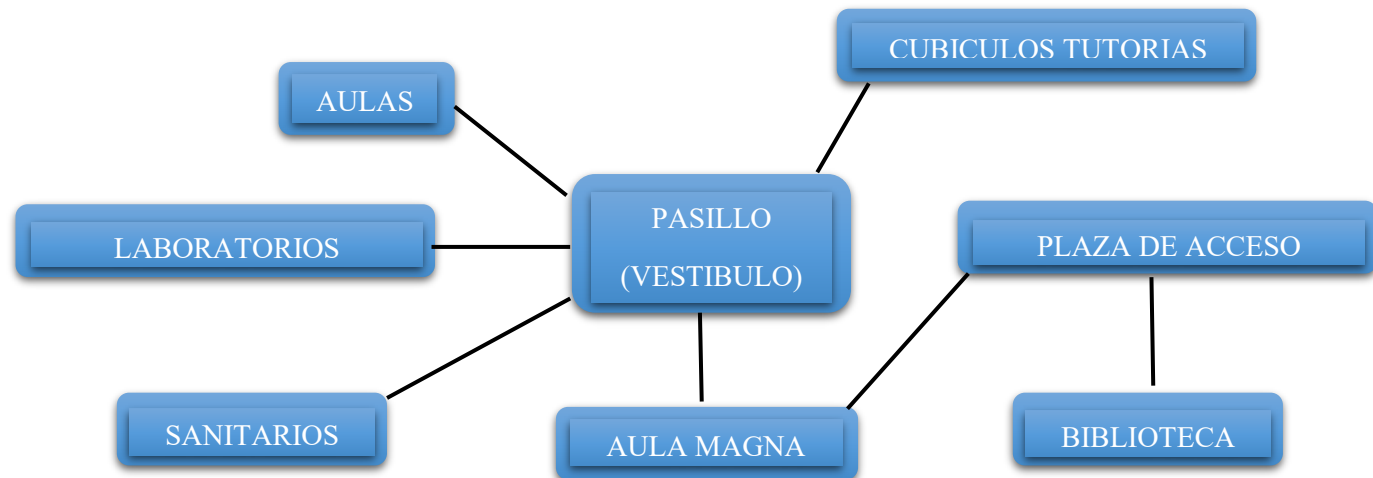 CUBICULOS TUTORIAS
AULAS
PASILLO
(VESTIBULO)
LABORATORIOS
PLAZA DE ACCESO
SANITARIOS
AULA MAGNA
BIBLIOTECA